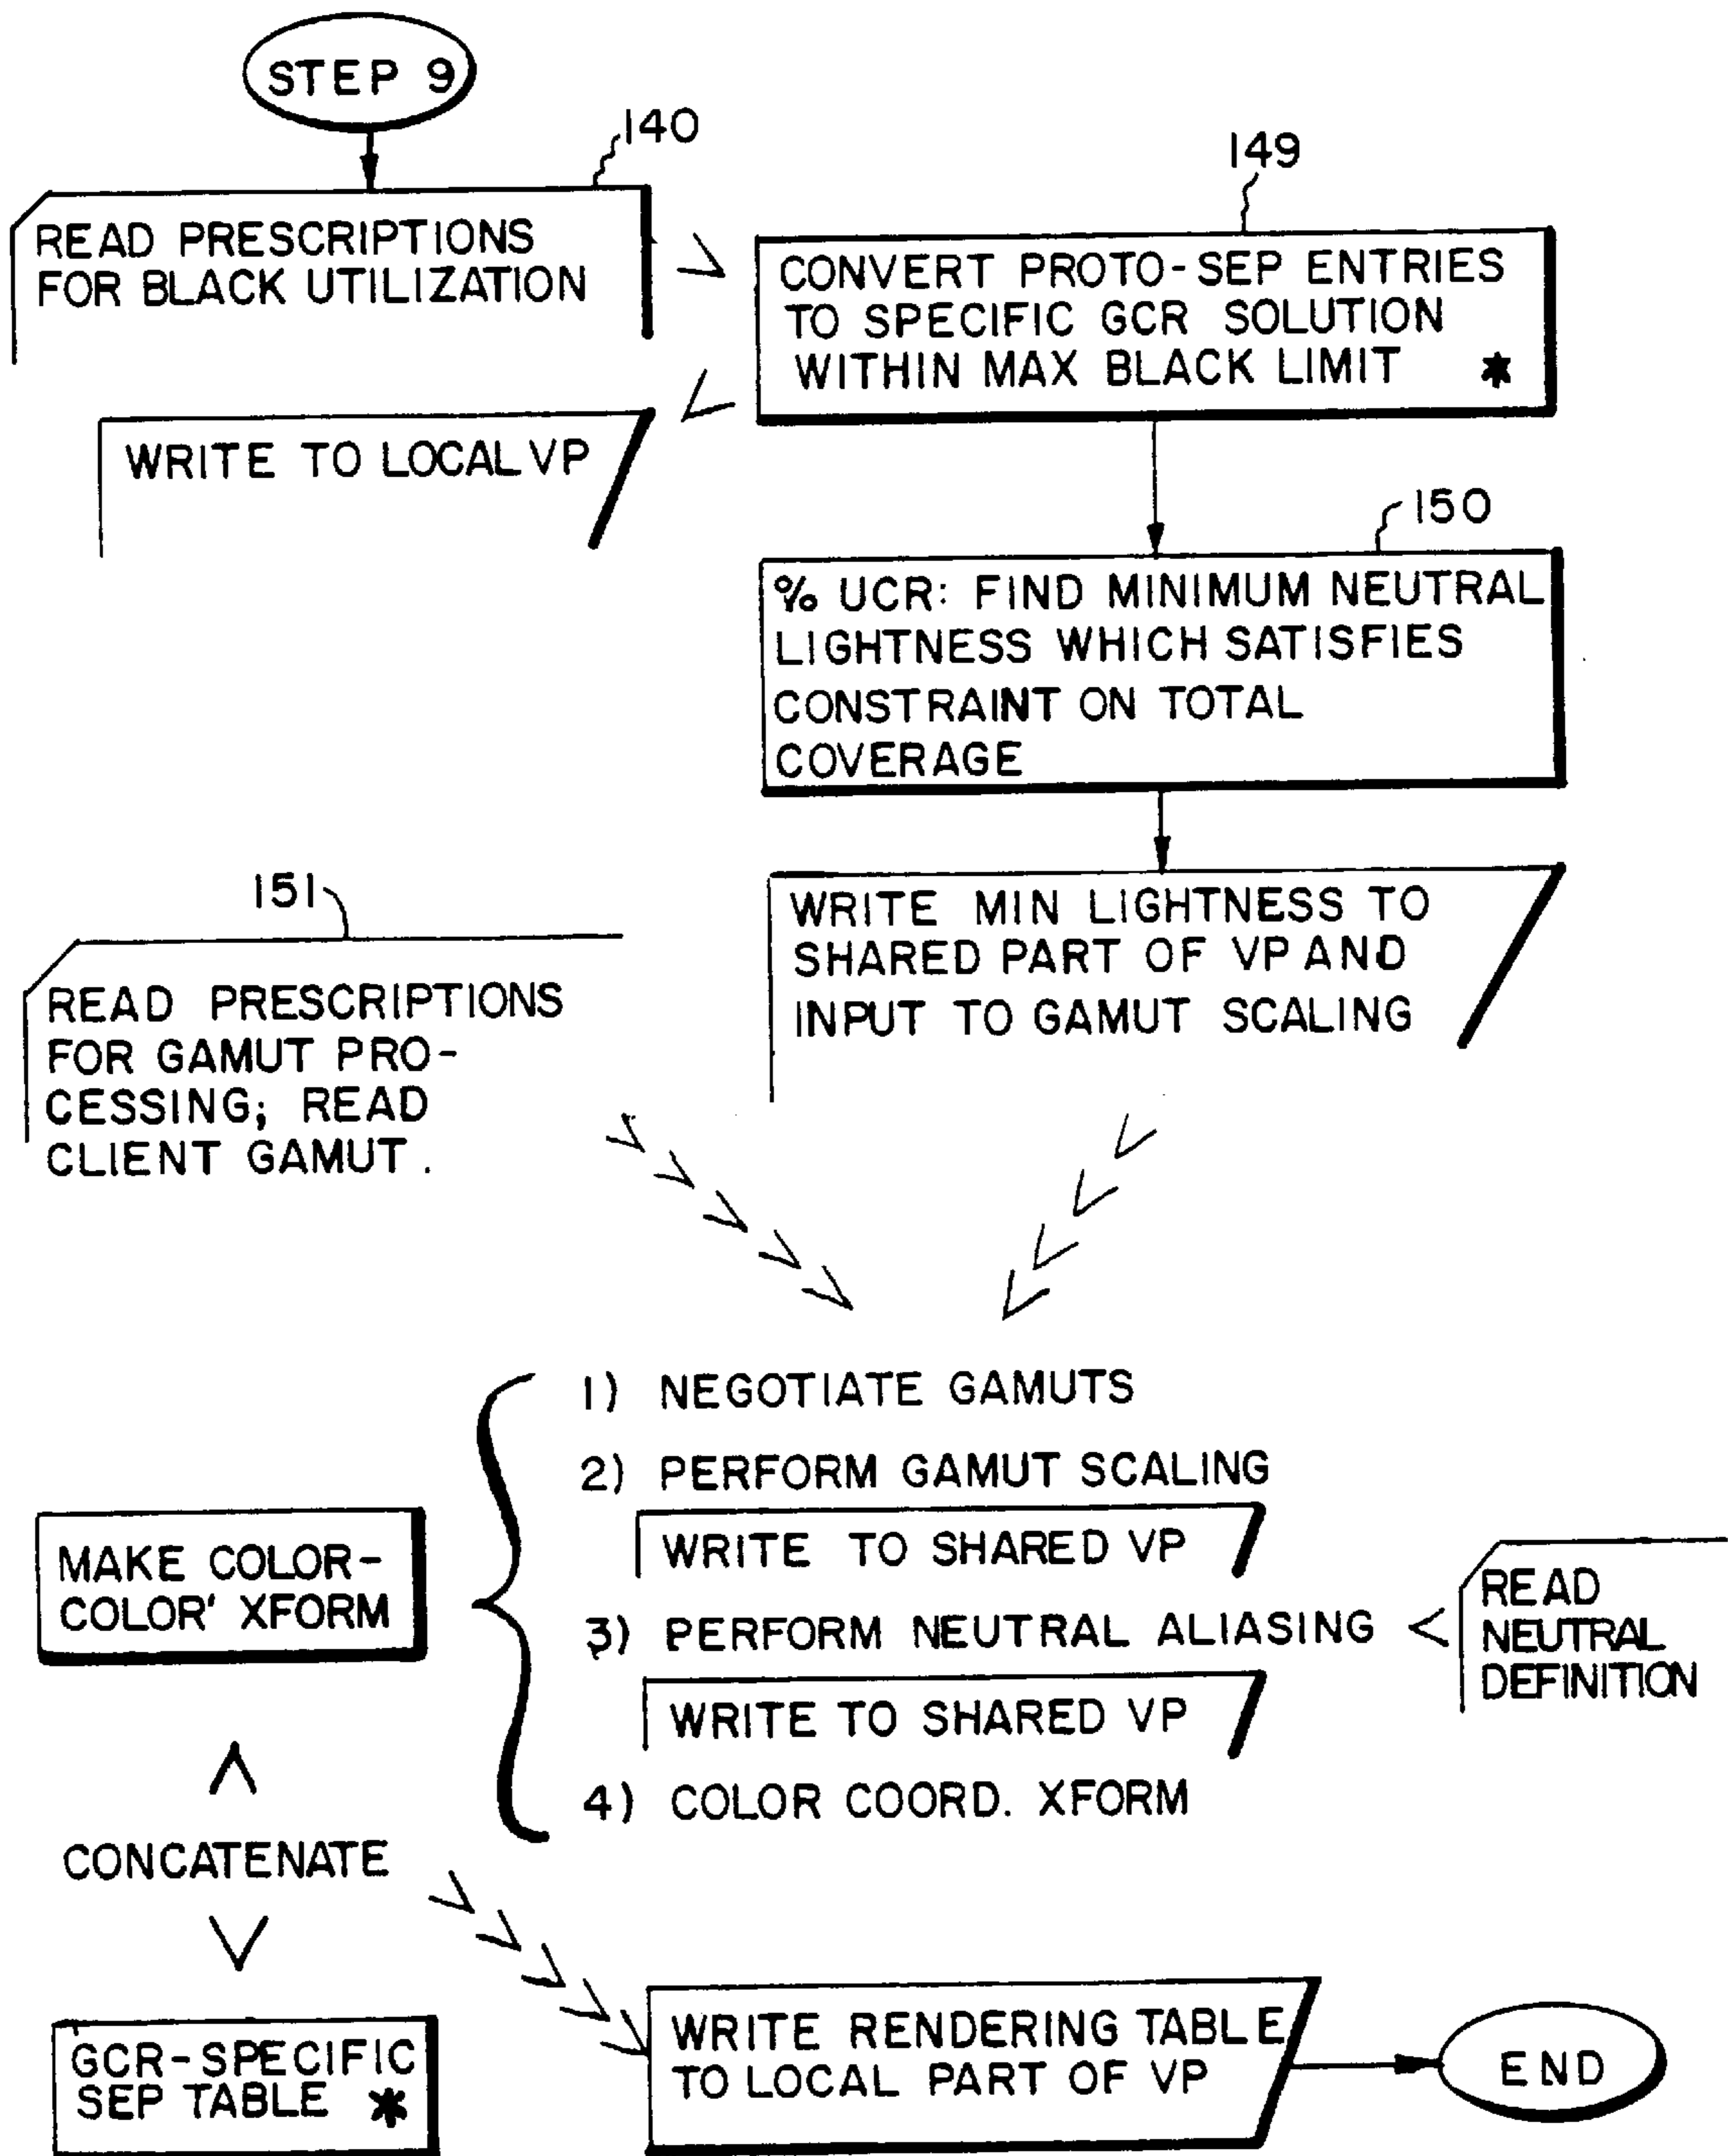 STEP 9
140
READ PRESCRIPTIONS
FOR BLACK UTILIZATION
149
CONVERT PROTO-SEP ENTRIES
TO SPECIFIC GCR SOLUTION
WITHIN MAX BLACK LIMIT *
WRITE TO LOCAL VP
150
% UCR: FIND MINIMUM NEUTRAL
LIGHTNESS WHICH SATISFIES
CONSTRAINT ON TOTAL
COVERAGE
WRITE MIN LIGHTNESS TO
SHARED PART OF VP AND
INPUT TO GAMUT SCALING
151
READ PRESCRIPTIONS
FOR GAMUT PRO-
CESSING; READ
CLIENT GAMUT.
1) NEGOTIATE GAMUTS
2) PERFORM GAMUT SCALING
WRITE TO SHARED VP
3) PERFORM NEUTRAL ALIASING
READ
NEUTRAL
DEFINITION
WRITE TO SHARED VP
4) COLOR COORD. XFORM
MAKE COLOR-
COLOR' XFORM
CONCATENATE
GCR-SPECIFIC
SEP TABLE *
WRITE RENDERING TABLE
TO LOCAL PART OF VP
END